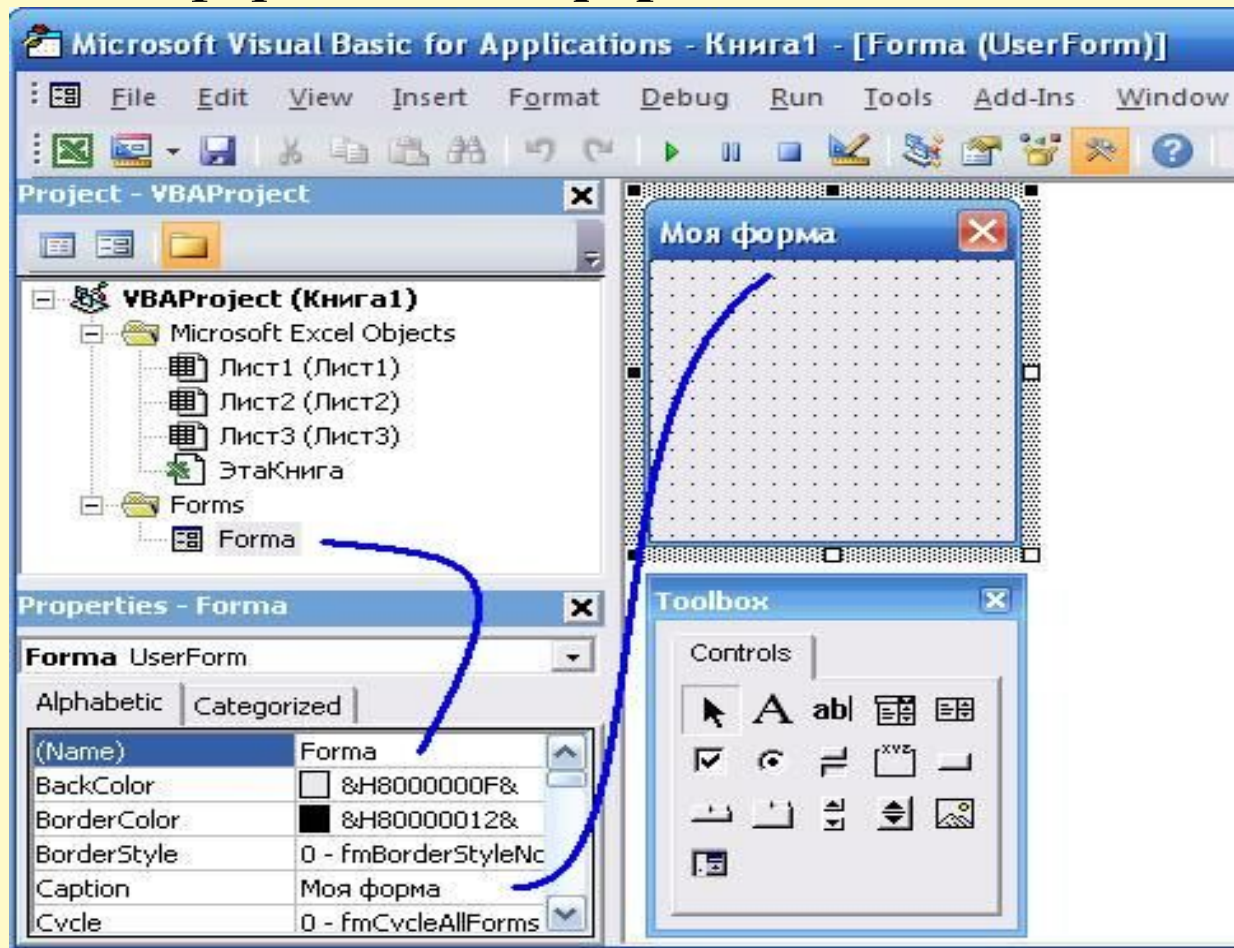 Microsoft Visual Basic for Applications - Книга1 - [Forma (UserForm)]
File Edit View Insert Format Debug Run Tools Add-Ins Window
Project - VBAProject
VBAProject (Книга1)
Microsoft Excel Objects
Лист1 (Лист1)
Лист2 (Лист2)
Лист3 (Лист3)
ЭтаКнига
Forms
Forma
Properties - Forma
Forma UserForm
Alphabetic Categorized
(Name) Forma
BackColor &H8000000F&
BorderColor &H80000012&
BorderStyle 0 - fmBorderStyleNo
Caption Моя форма
Cycle 0 - fmCycleAllForms
Моя форма
Toolbox
Controls
A abl
xyz